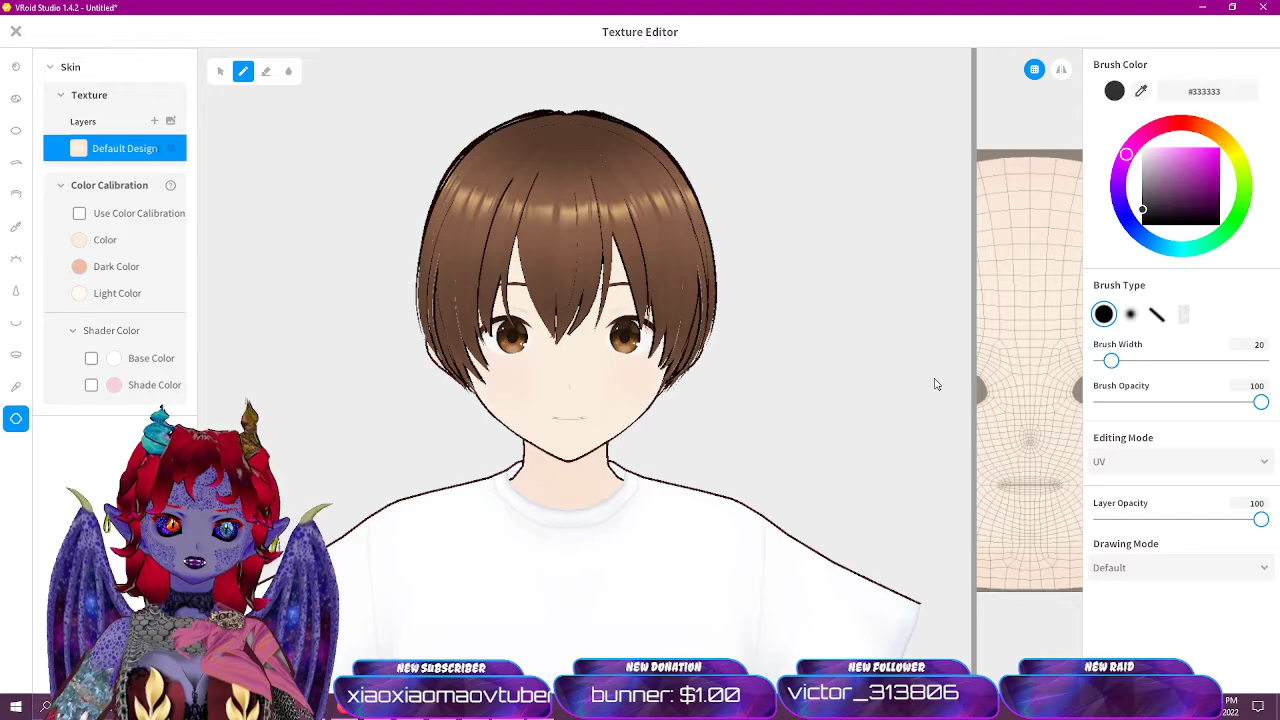 VRoid Studio 1.4.2 - Untitled*
Texture Editor
Skin
Texture
Layers
Default Design
Color Calibration
Use Color Calibration
Color
Dark Color
Light Color
Shader Color
Base Color
Shade Color
Brush Color
#333333
Brush Type
Brush Width 20
Brush Opacity 100
Editing Mode
UV
Layer Opacity 100
Drawing Mode
Default
NEW SUBSCRIBER
xiaoxiaomaovtuber
NEW DONATION
bunner: $1.00
NEW FOLLOWER
victor_313806
NEW RAID
PM
2022